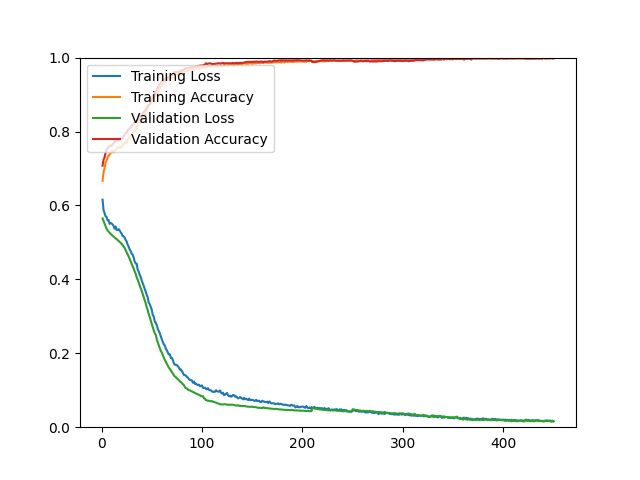 1.0
0.8
0.6
0.4
0.2
0.0
Training Loss
Training Accuracy
Validation Loss
Validation Accuracy
0 100 200 300 400